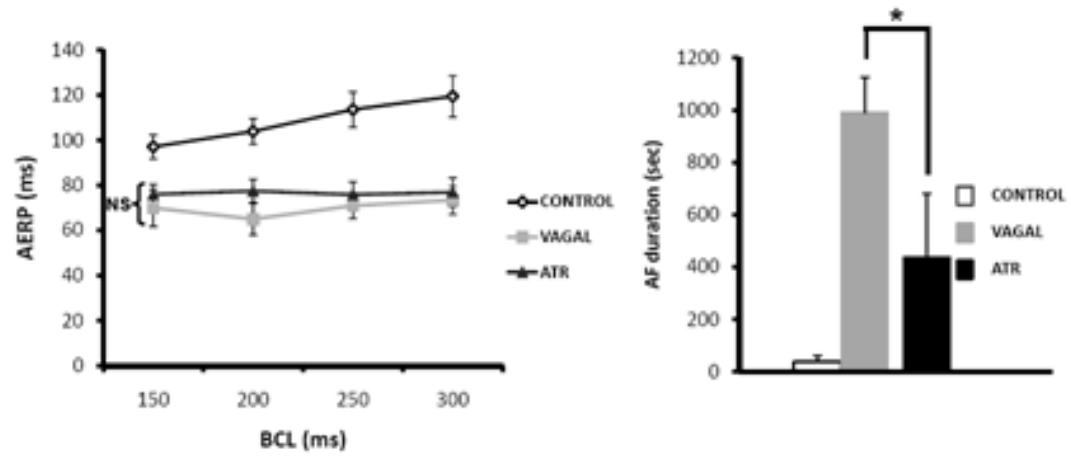 140
120
100
80
60
40
20
0
AERP (ms)
NS
150 200 250 300
BCL (ms)
CONTROL
VAGAL
ATR
*
1200
1000
800
600
400
200
0
AF duration (sec)
CONTROL
VAGAL
ATR